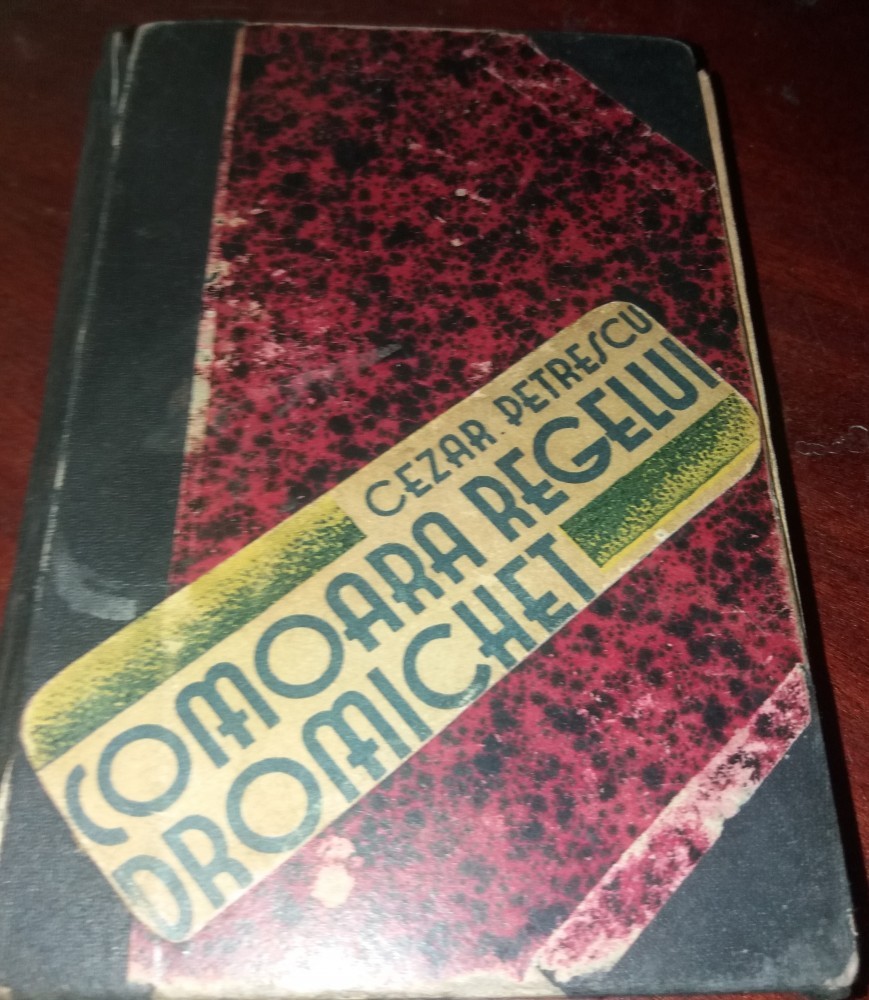 CEZAR PETRESCU
COMOARA REGELUI
DROMICHET